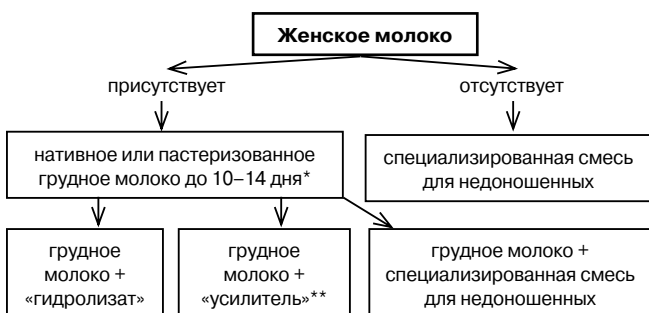 Женское молоко
присутствует
отсутствует
нативное или пастеризованное
грудное молоко до 10–14 дня*
специализированная смесь
для недоношенных
грудное
молоко +
«гидролизат»
грудное
молоко +
«усилитель»**
грудное молоко +
специализированная смесь
для недоношенных